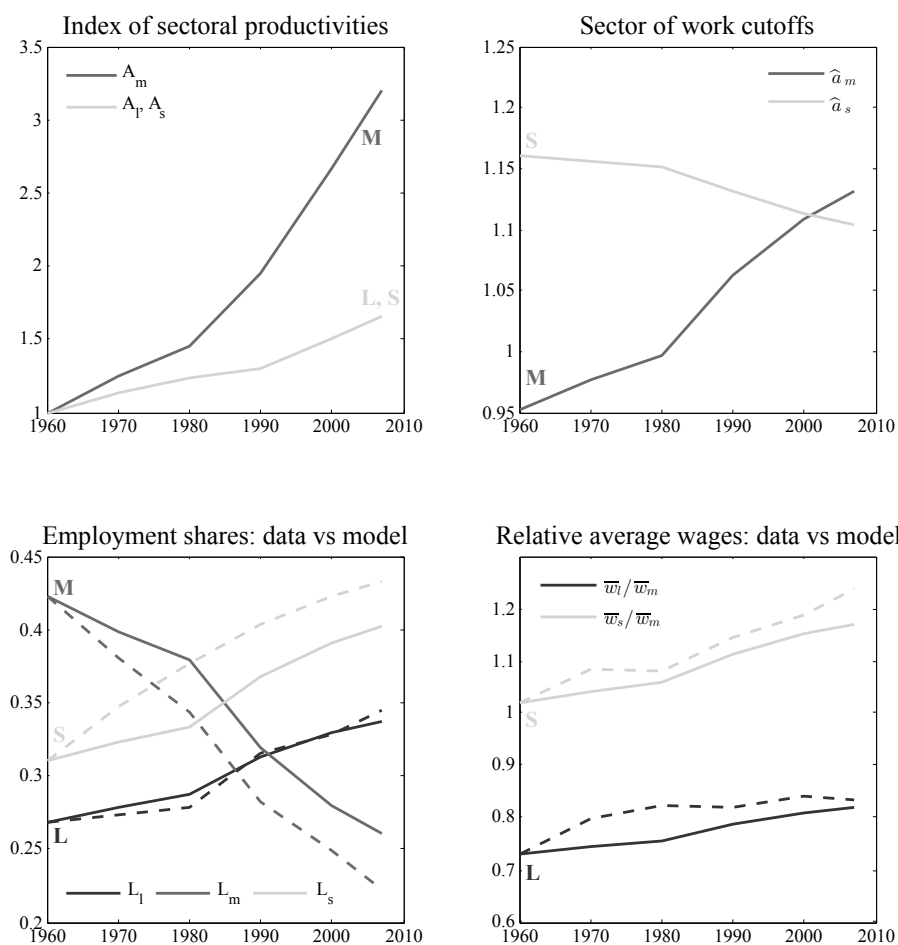 Index of sectoral productivities
3.5
3
2.5
2
1.5
1
A_m
A_l, A_s
M
L, S
1960 1970 1980 1990 2000 2010
Sector of work cutoffs
1.25
1.2
1.15
1.1
1.05
1
0.95
â_m
â_s
S
M
1960 1970 1980 1990 2000 2010
Employment shares: data vs model
0.45
0.4
0.35
0.3
0.25
0.2
M
S
L
L_l L_m L_s
1960 1970 1980 1990 2000 2010
Relative average wages: data vs model
1.2
1.1
1
0.9
0.8
0.7
0.6
w̅_l/w̅_m
w̅_s/w̅_m
S
L
1960 1970 1980 1990 2000 2010